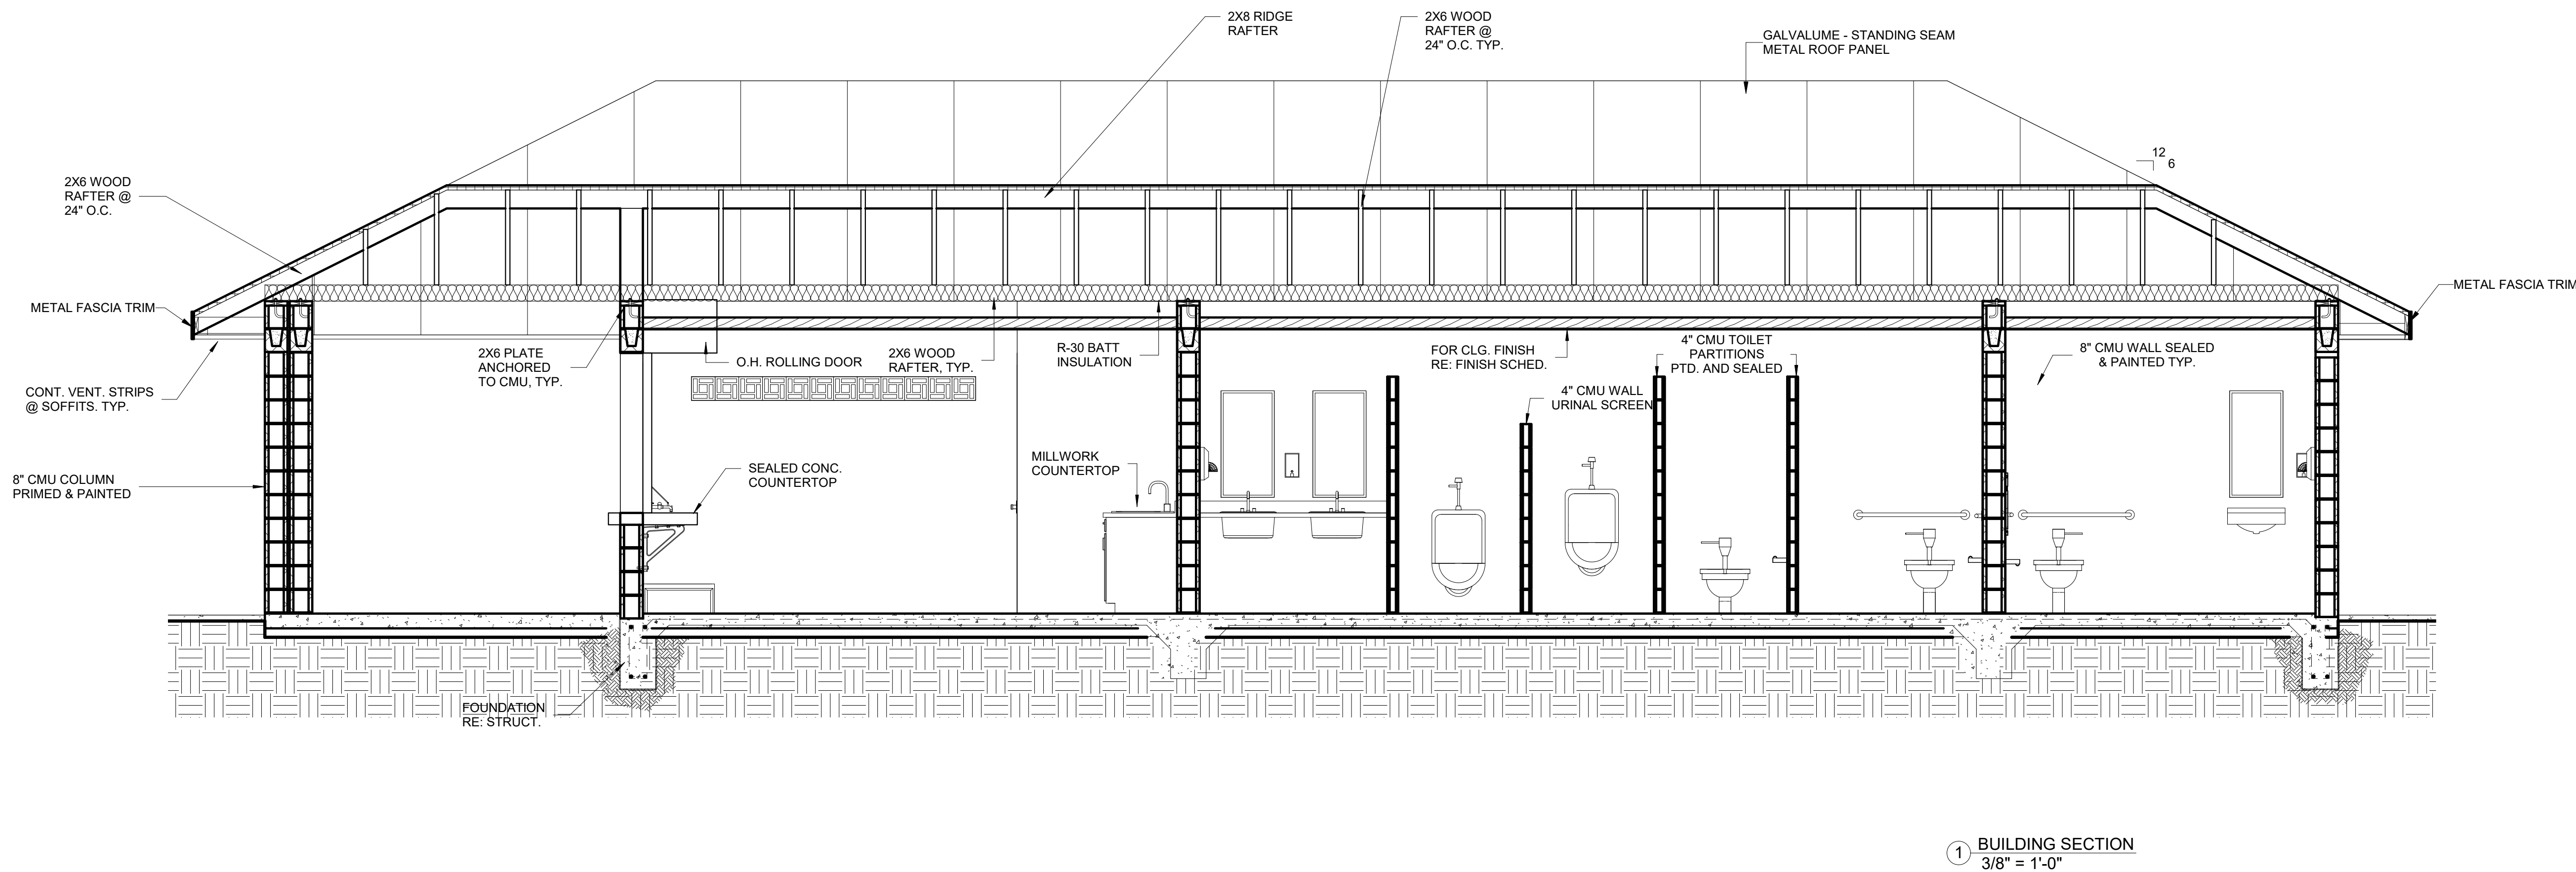 2X8 RIDGE
RAFTER
2X6 WOOD
RAFTER @
24" O.C. TYP.
GALVALUME - STANDING SEAM
METAL ROOF PANEL
12
6
2X6 WOOD
RAFTER @
24" O.C.
METAL FASCIA TRIM
METAL FASCIA TRIM
CONT. VENT. STRIPS
@ SOFFITS. TYP.
2X6 PLATE
ANCHORED
TO CMU, TYP.
O.H. ROLLING DOOR
2X6 WOOD
RAFTER, TYP.
R-30 BATT
INSULATION
FOR CLG. FINISH
RE: FINISH SCHED.
4" CMU TOILET
PARTITIONS
PTD. AND SEALED
8" CMU WALL SEALED
& PAINTED TYP.
4" CMU WALL
URINAL SCREEN
8" CMU COLUMN
PRIMED & PAINTED
SEALED CONC.
COUNTERTOP
MILLWORK
COUNTERTOP
FOUNDATION
RE: STRUCT.
1 BUILDING SECTION
3/8" = 1'-0"